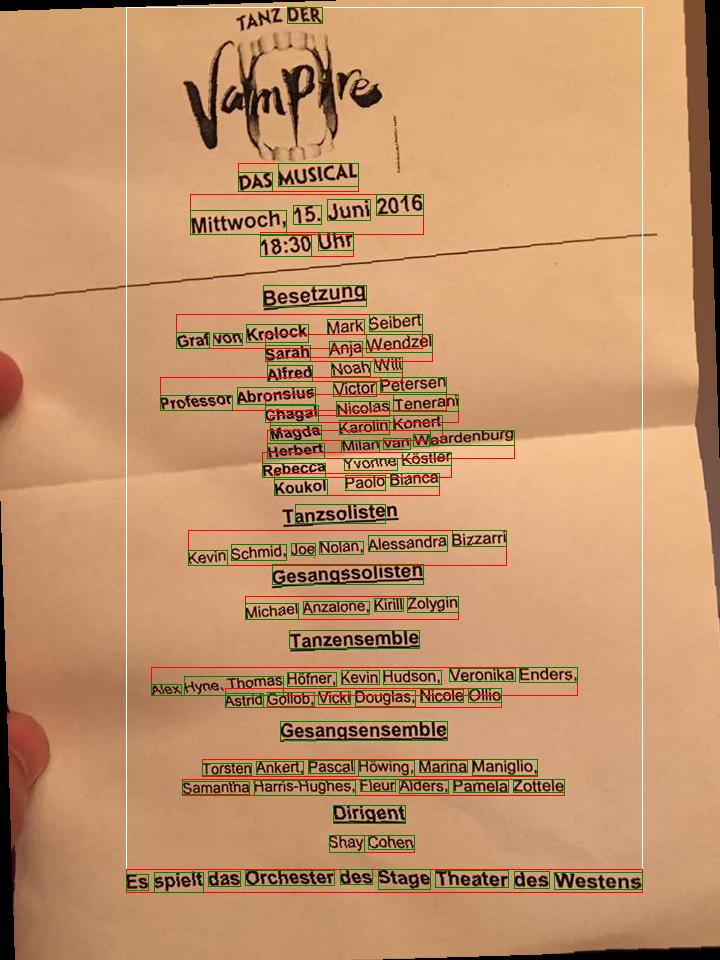 TANZ DER
Vampire
DAS MUSICAL
Mittwoch, 15. Juni 2016
18:30 Uhr
Besetzung
Graf von Krolock Mark Seibert
Sarah Anja Wendzel
Alfred Noah Will
Professor Abronsius Victor Petersen
Chagal Nicolas Tenerani
Magda Karolin Konert
Herbert Milan van Waardenburg
Rebecca Yvonne Köstler
Koukol Paolo Bianca
Tanzsolisten
Kevin Schmid, Joe Nolan, Alessandra Bizzarri
Gesangssolisten
Michael Anzalone, Kirill Zolygin
Tanzensemble
Alex Hyne, Thomas Höfner, Kevin Hudson, Veronika Enders,
Astrid Gollob, Vicki Douglas, Nicole Ollio
Gesangsensemble
Torsten Ankert, Pascal Höwing, Marina Maniglio,
Samantha Harris-Hughes, Fleur Alders, Pamela Zottele
Dirigent
Shay Cohen
Es spielt das Orchester des Stage Theater des Westens